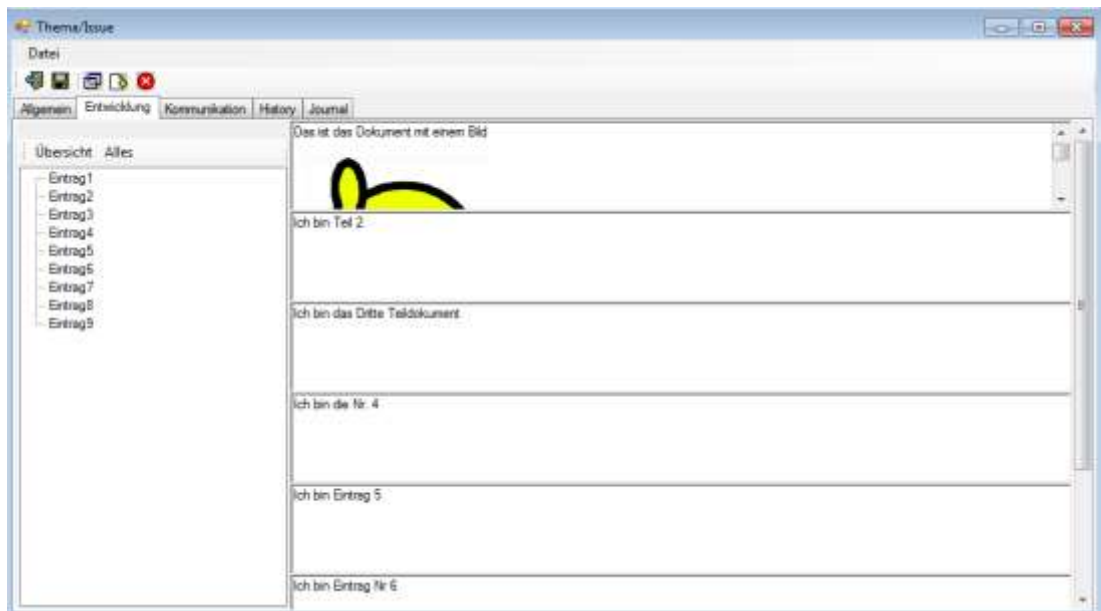 Thema/Issue
Datei
Allgemein Entwicklung Kommunikation History Journal
Übersicht Alles
Eintrag1
Eintrag2
Eintrag3
Eintrag4
Eintrag5
Eintrag6
Eintrag7
Eintrag8
Eintrag9
Das ist das Dokument mit einem Bild
Ich bin Teil 2
Ich bin das Dritte Teildokument
Ich bin die Nr. 4
Ich bin Eintrag 5
Ich bin Eintrag Nr 6